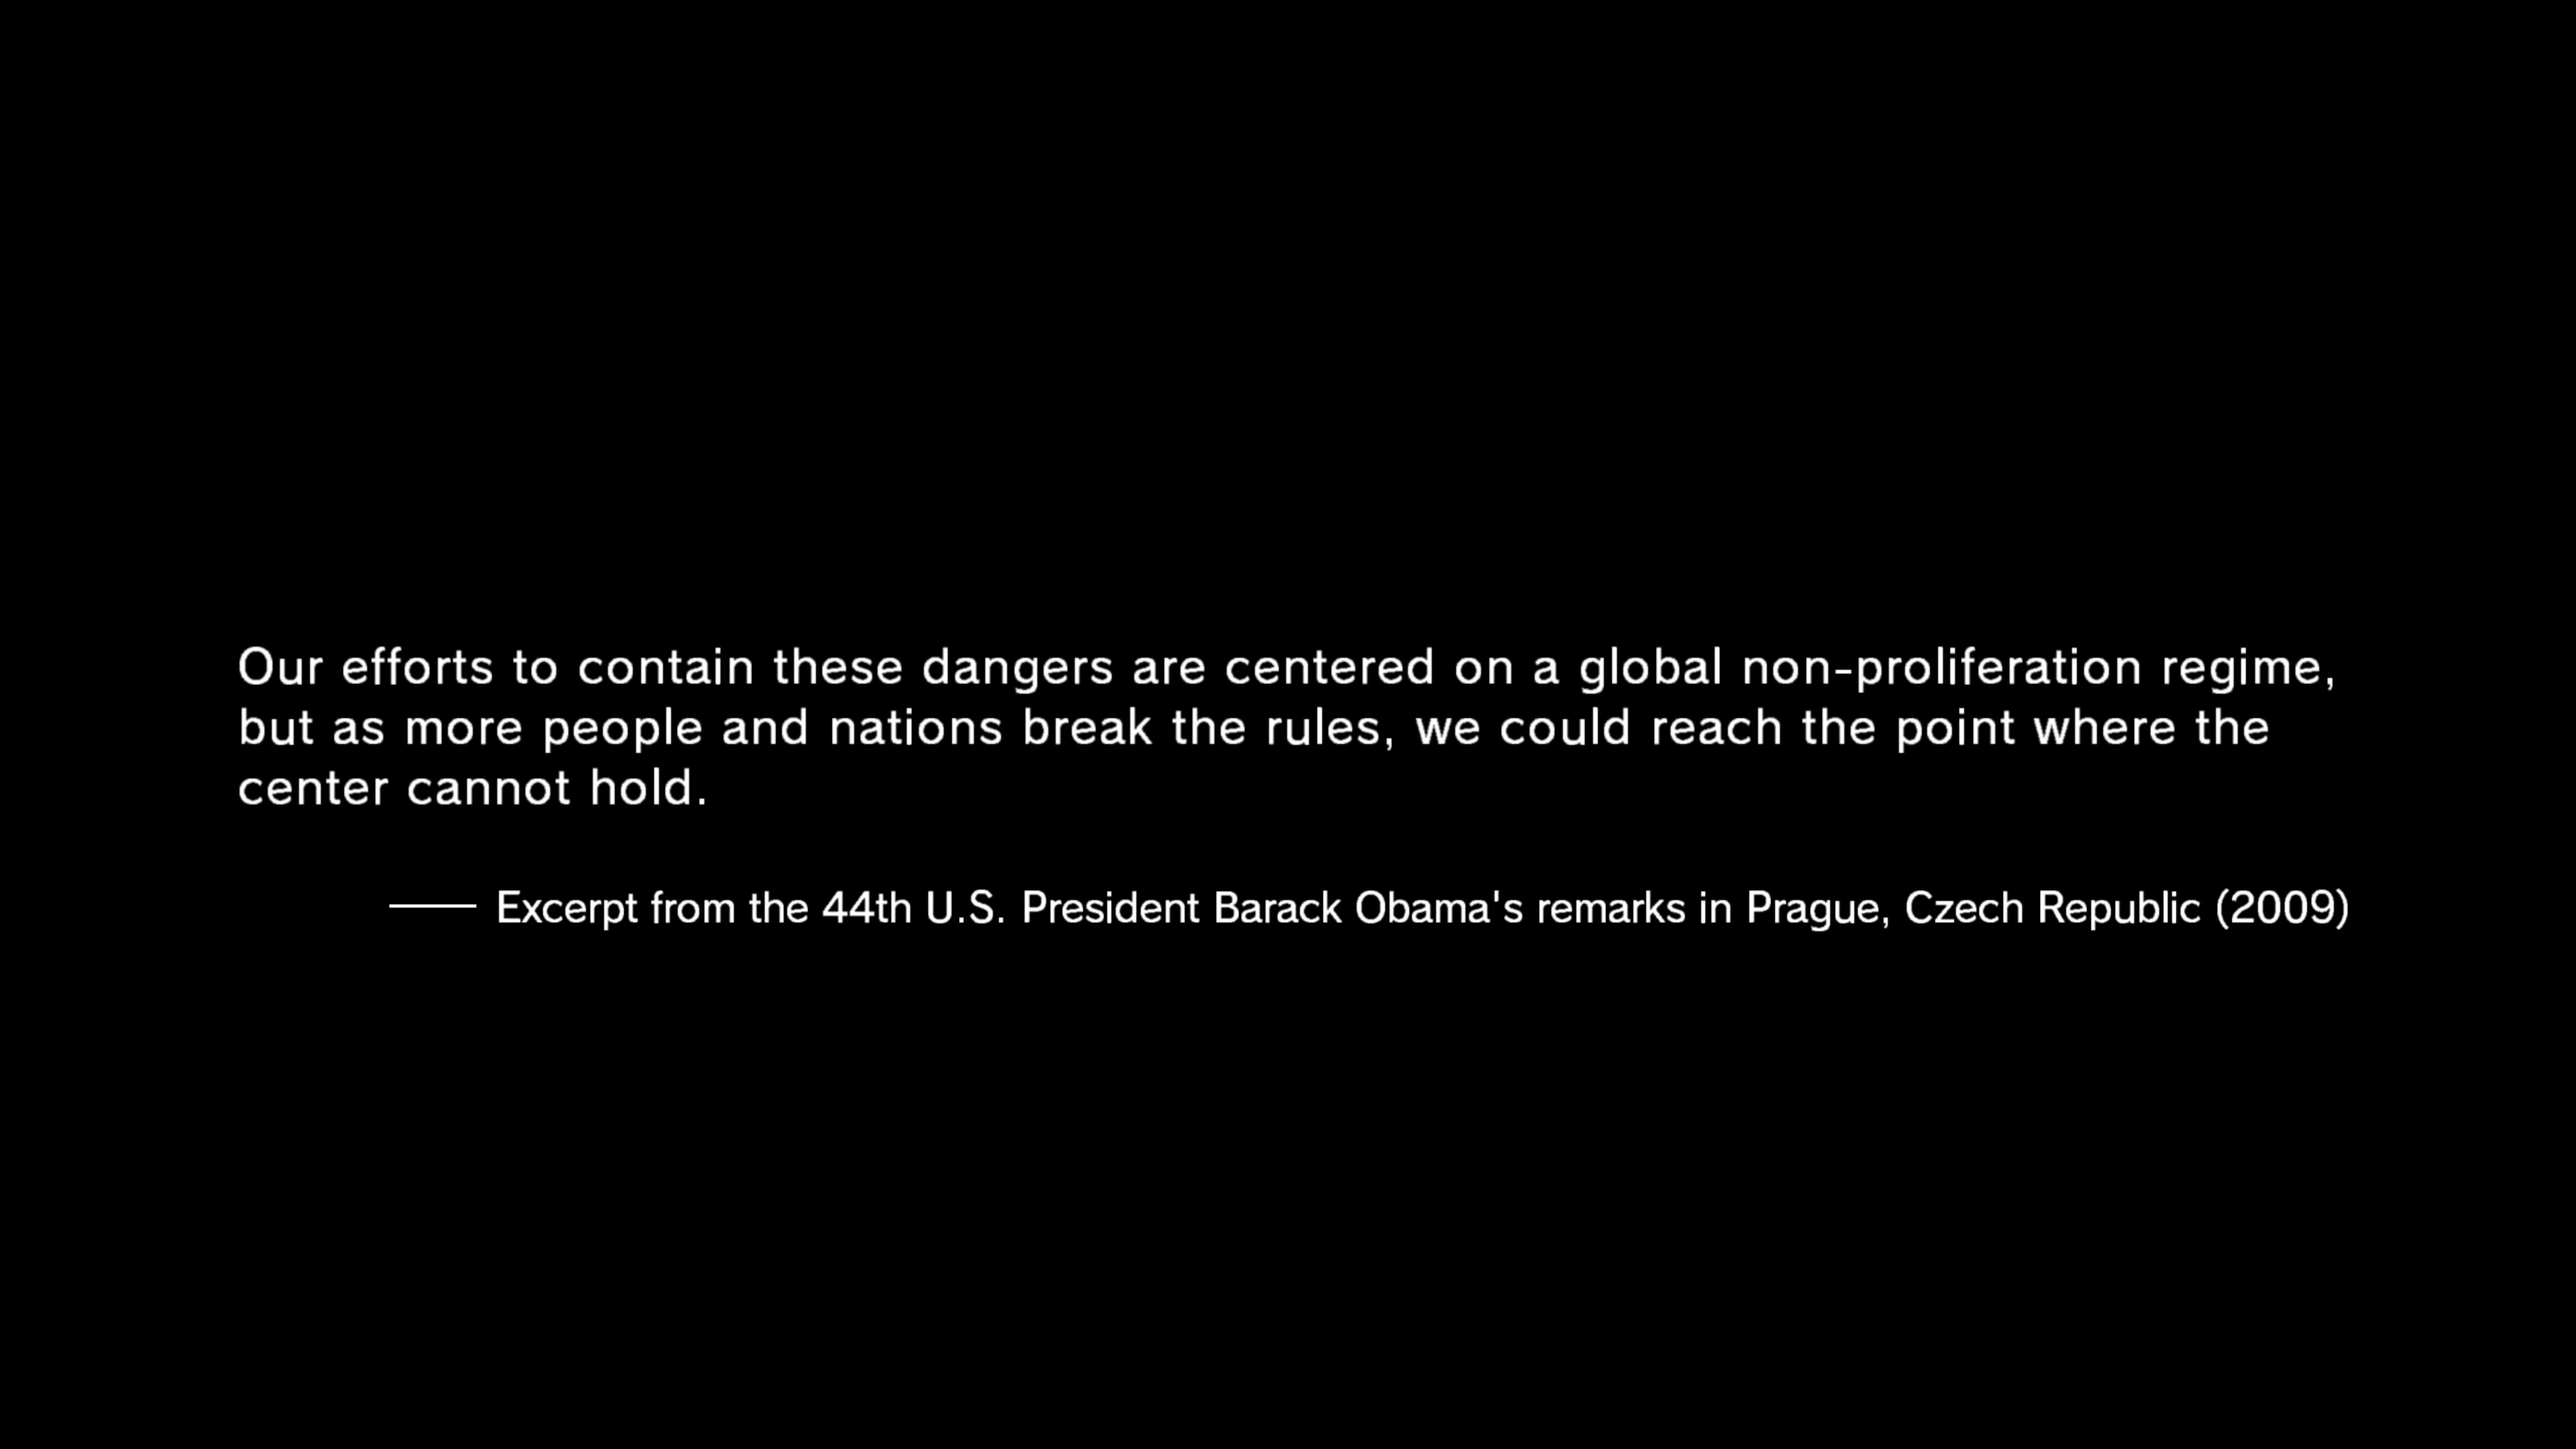 Our efforts to contain these dangers are centered on a global non-proliferation regime,
but as more people and nations break the rules, we could reach the point where the
center cannot hold.
—— Excerpt from the 44th U.S. President Barack Obama's remarks in Prague, Czech Republic (2009)